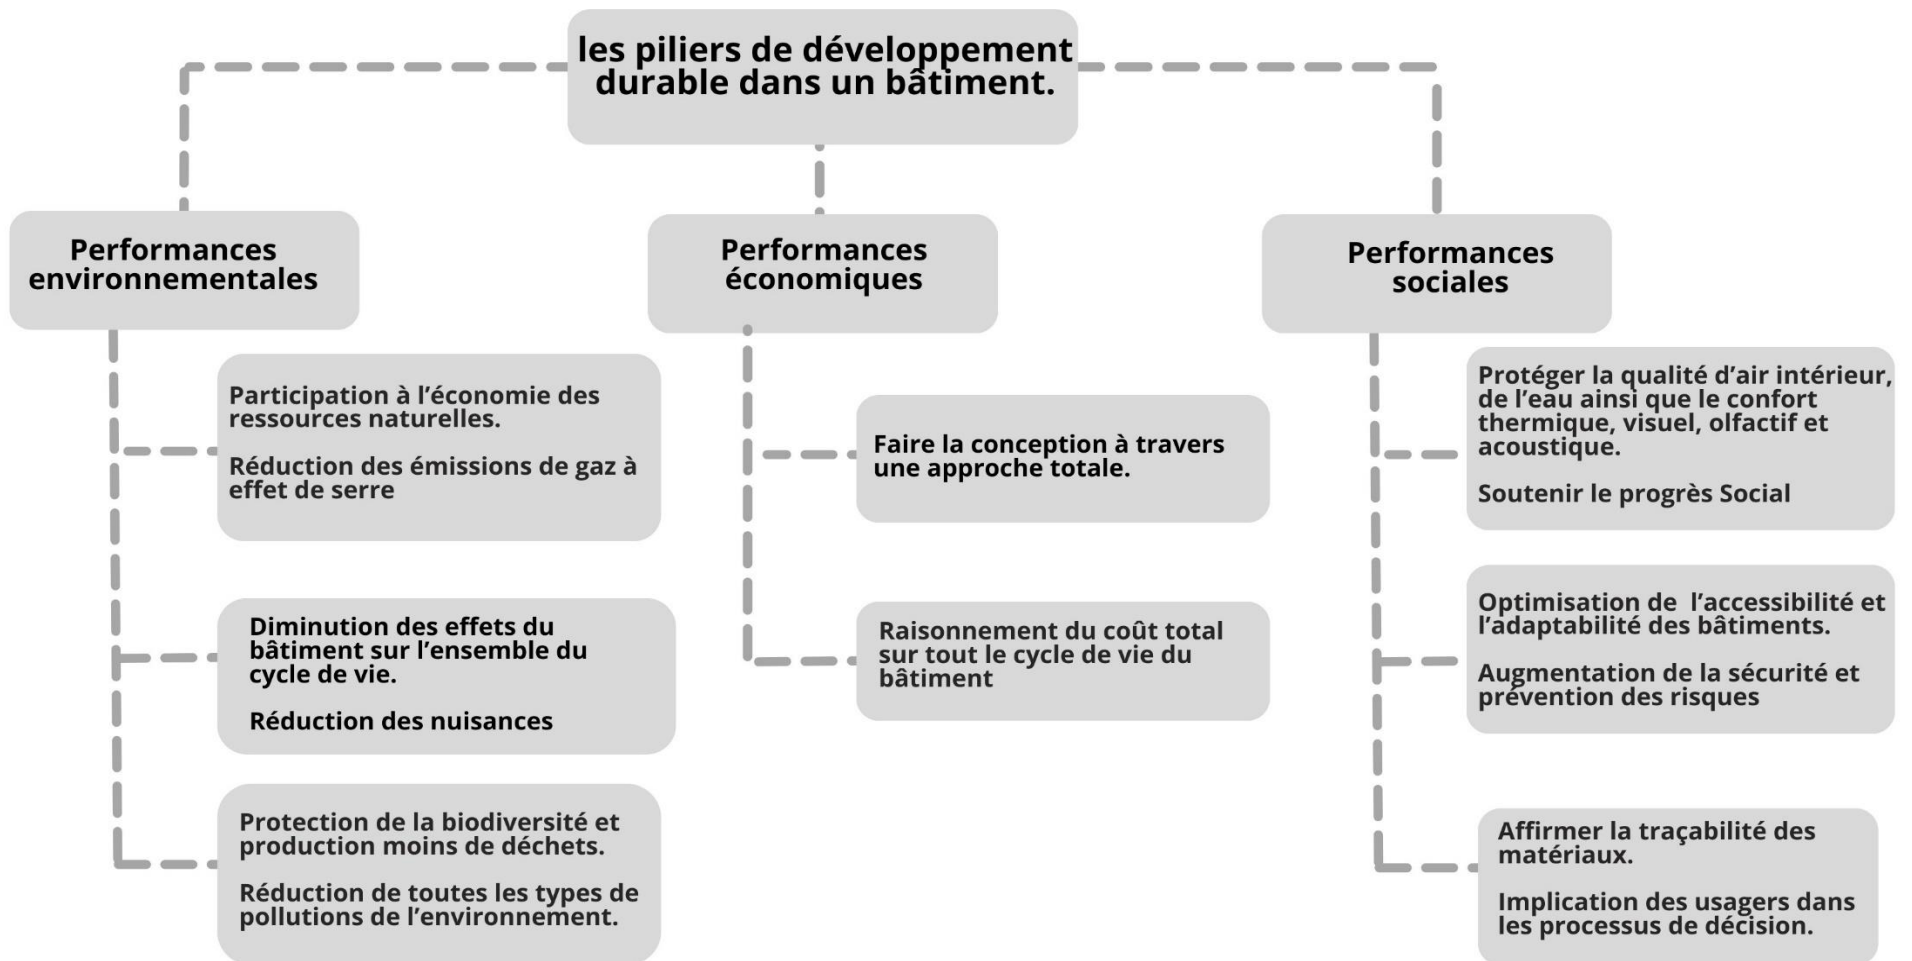 les piliers de développement
durable dans un bâtiment.
Performances
environnementales
Participation à l’économie des
ressources naturelles.
Réduction des émissions de gaz à
effet de serre
Diminution des effets du
bâtiment sur l’ensemble du
cycle de vie.
Réduction des nuisances
Protection de la biodiversité et
production moins de déchets.
Réduction de toutes les types de
pollutions de l’environnement.
Performances
économiques
Faire la conception à travers
une approche totale.
Raisonnement du coût total
sur tout le cycle de vie du
bâtiment
Performances
sociales
Protéger la qualité d’air intérieur,
de l’eau ainsi que le confort
thermique, visuel, olfactif et
acoustique.
Soutenir le progrès Social
Optimisation de l’accessibilité et
l’adaptabilité des bâtiments.
Augmentation de la sécurité et
prévention des risques
Affirmer la traçabilité des
matériaux.
Implication des usagers dans
les processus de décision.